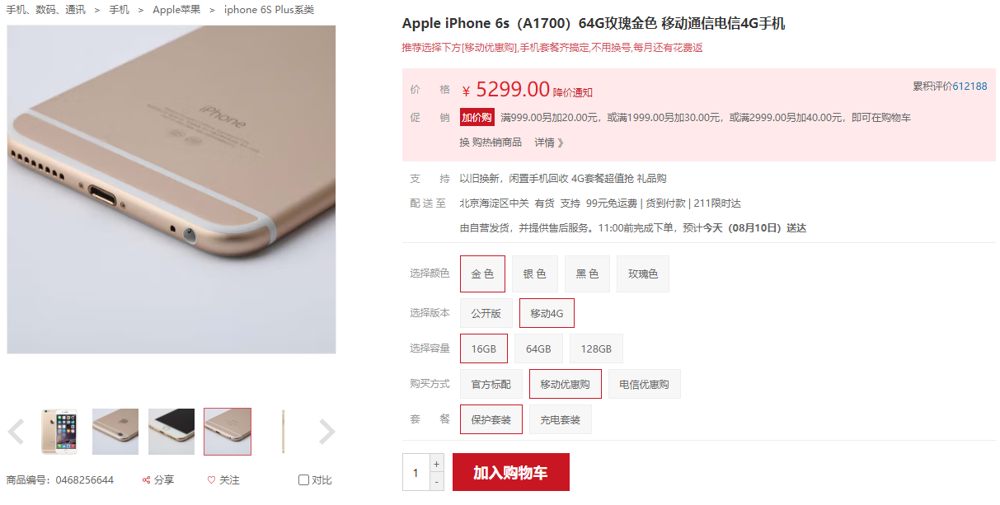 手机、数码、通讯 > 手机 > Apple苹果 > iphone 6S Plus系类
Apple iPhone 6s（A1700）64G玫瑰金色 移动通信电信4G手机
推荐选择下方[移动优惠购],手机套餐齐搞定,不用换号,每月还有花费返
价 格 ￥ 5299.00 降价通知 累积评价612188
促 销 加价购 满999.00另加20.00元，或满1999.00另加30.00元，或满2999.00另加40.00元，即可在购物车
换 购热销商品 详情 》
支 持 以旧换新，闲置手机回收 4G套餐超值抢 礼品购
配 送 至 北京海淀区中关 有货 支持 99元免运费 | 货到付款 | 211限时达
由自营发货，并提供售后服务。11:00前完成下单，预计今天（08月10日）送达
选择颜色 金 色 银 色 黑 色 玫瑰色
选择版本 公开版 移动4G
选择容量 16GB 64GB 128GB
购买方式 官方标配 移动优惠购 电信优惠购
套 餐 保护套装 充电套装
1 + -
加入购物车
iPhone
商品编号：0468256644 分享 关注 对比